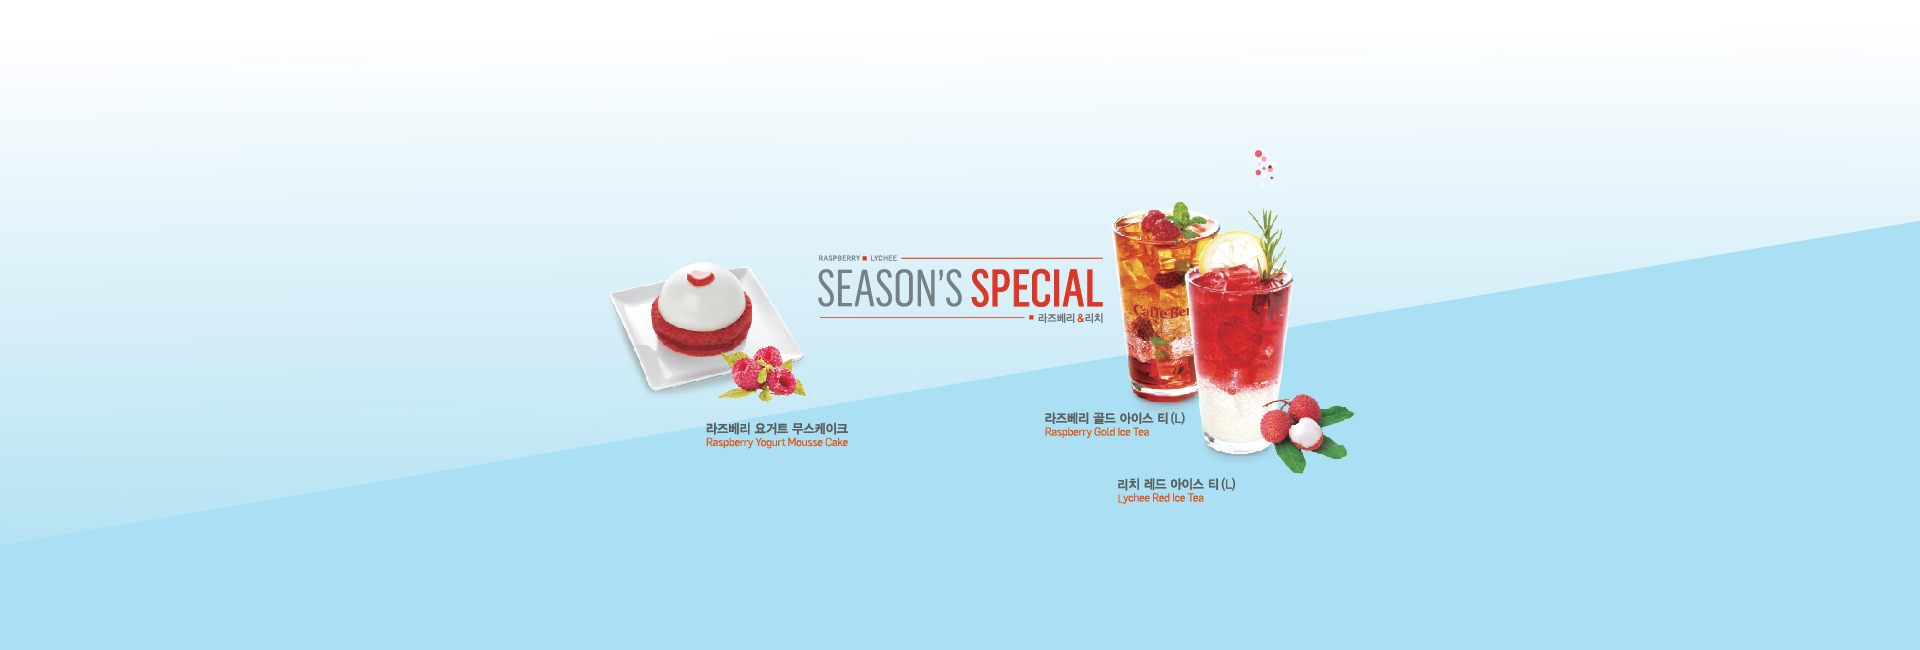 RASPBERRY ■ LYCHEE
SEASON'S SPECIAL
라즈베리 & 리치
Caffe Ben
라즈베리 요거트 무스케이크
Raspberry Yogurt Mousse Cake
라즈베리 골드 아이스 티 (L)
Raspberry Gold Ice Tea
리치 레드 아이스 티 (L)
Lychee Red Ice Tea